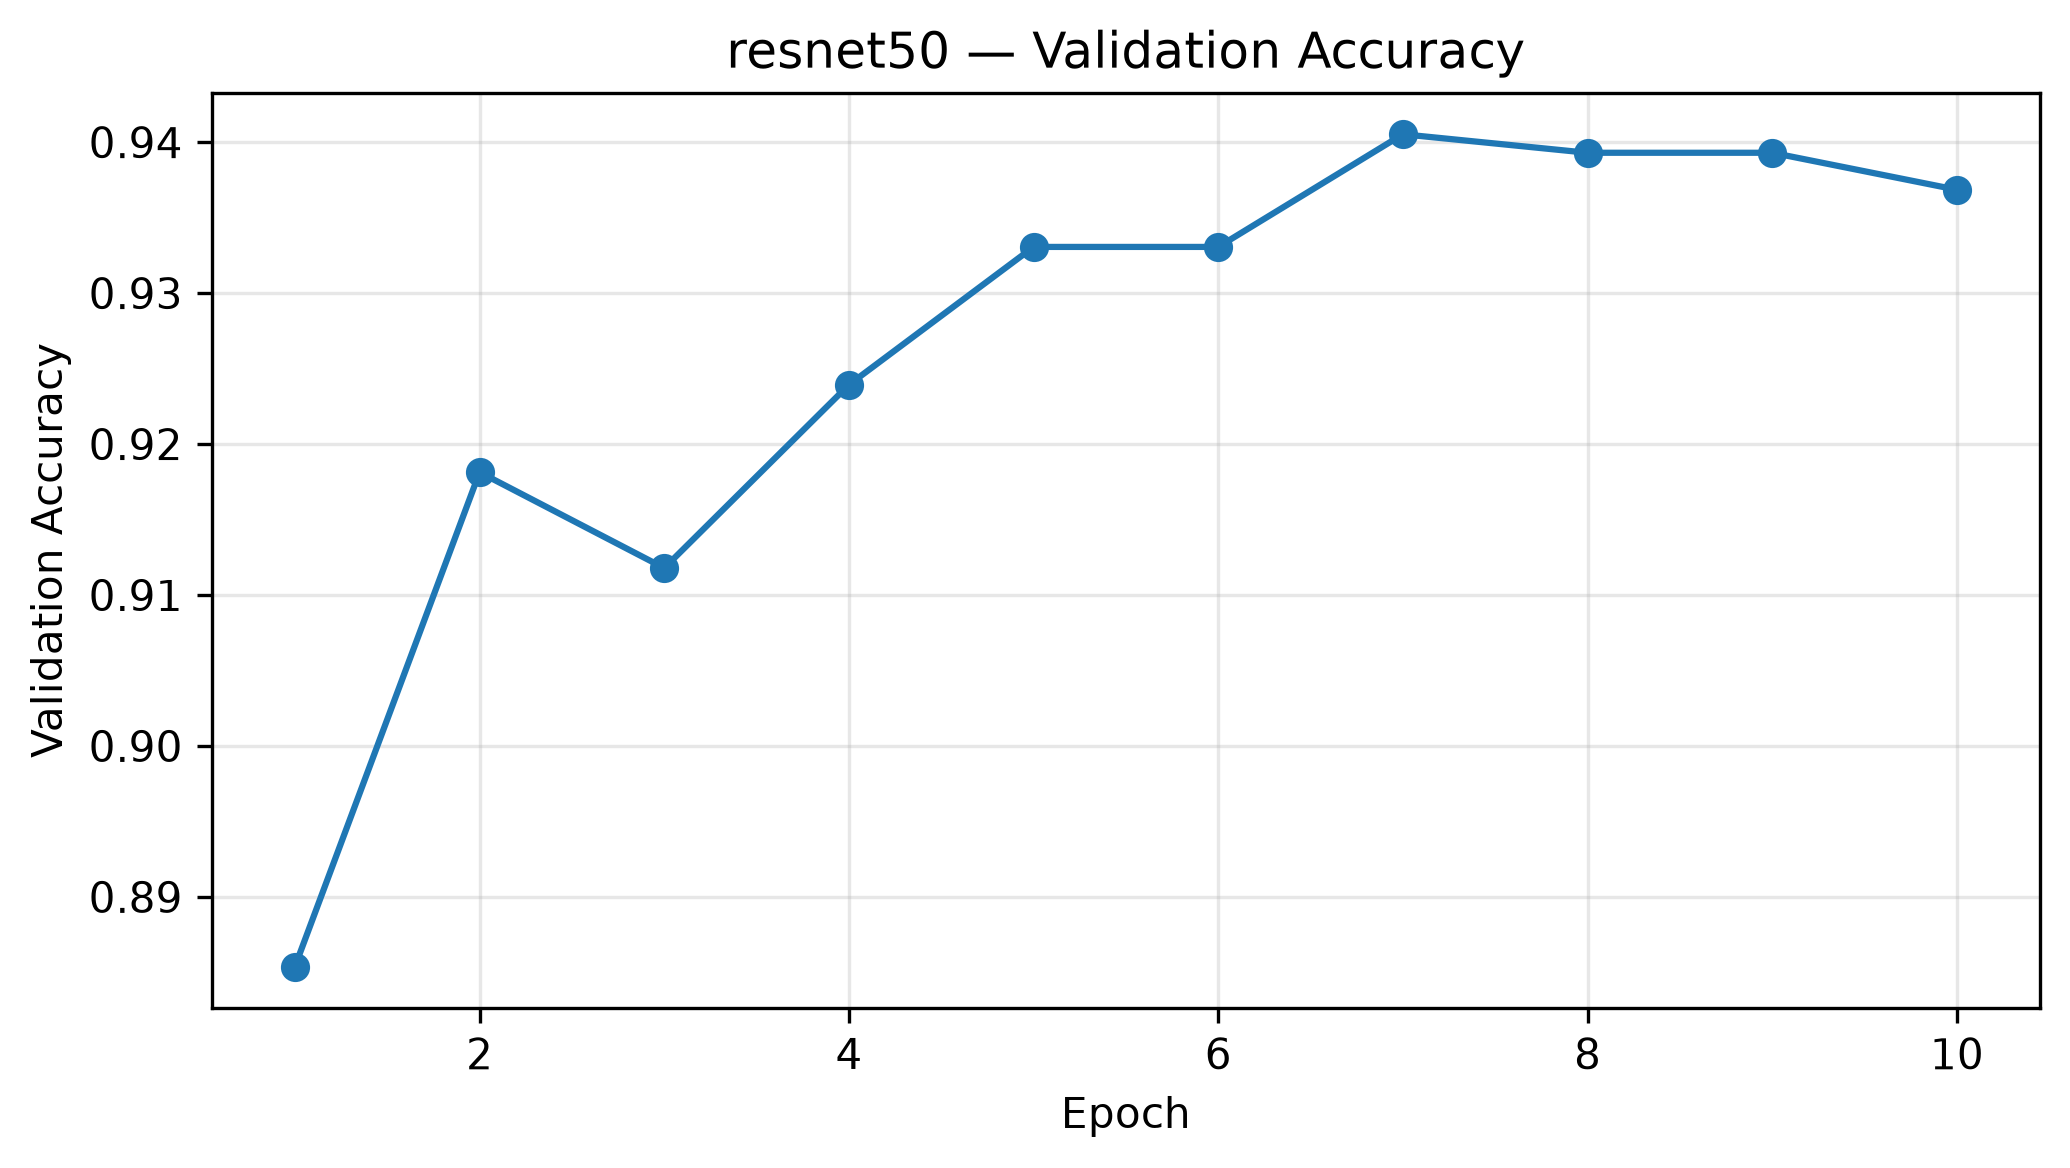 resnet50 — Validation Accuracy
Validation Accuracy
0.94
0.93
0.92
0.91
0.90
0.89
2 4 6 8 10
Epoch